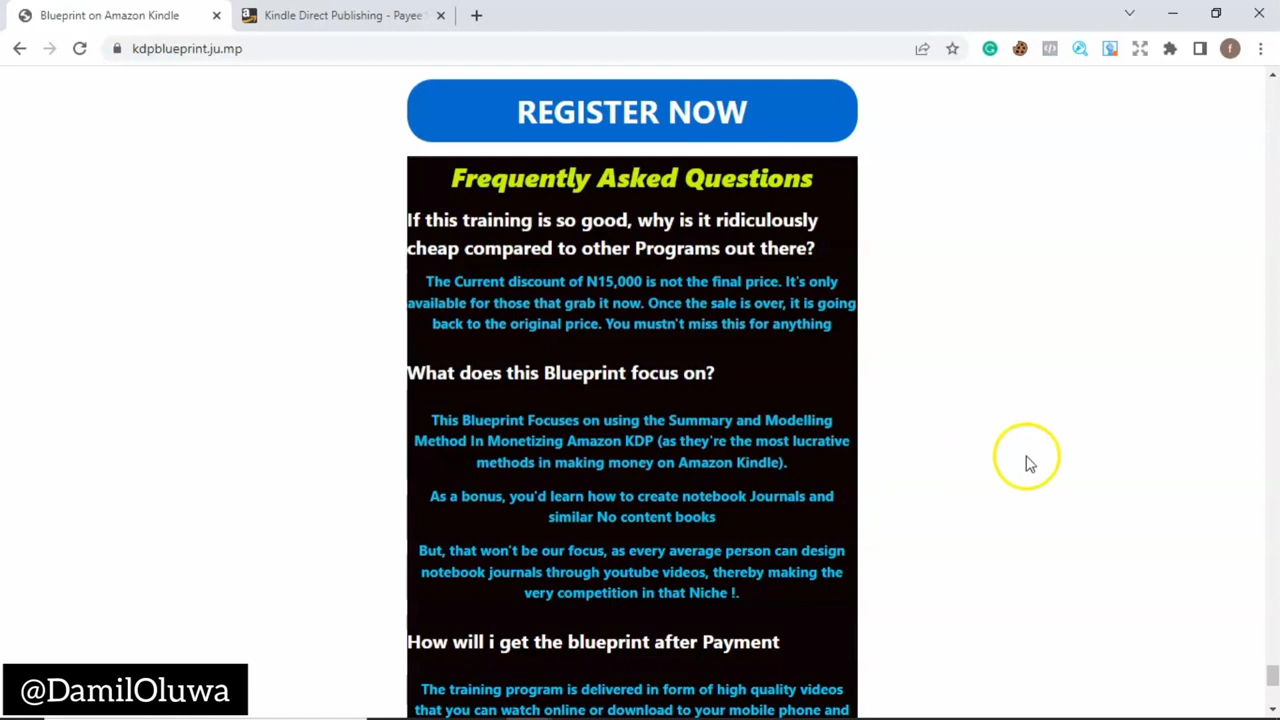 Blueprint on Amazon Kindle
Kindle Direct Publishing - Payee
kdpblueprint.ju.mp
f
REGISTER NOW
Frequently Asked Questions
If this training is so good, why is it ridiculously
cheap compared to other Programs out there?
The Current discount of N15,000 is not the final price. It's only
available for those that grab it now. Once the sale is over, it is going
back to the original price. You mustn't miss this for anything
What does this Blueprint focus on?
This Blueprint Focuses on using the Summary and Modelling
Method In Monetizing Amazon KDP (as they're the most lucrative
methods in making money on Amazon Kindle).
As a bonus, you'd learn how to create notebook Journals and
similar No content books
But, that won't be our focus, as every average person can design
notebook journals through youtube videos, thereby making the
very competition in that Niche !.
How will i get the blueprint after Payment
The training program is delivered in form of high quality videos
that you can watch online or download to your mobile phone and
@DamilOluwa